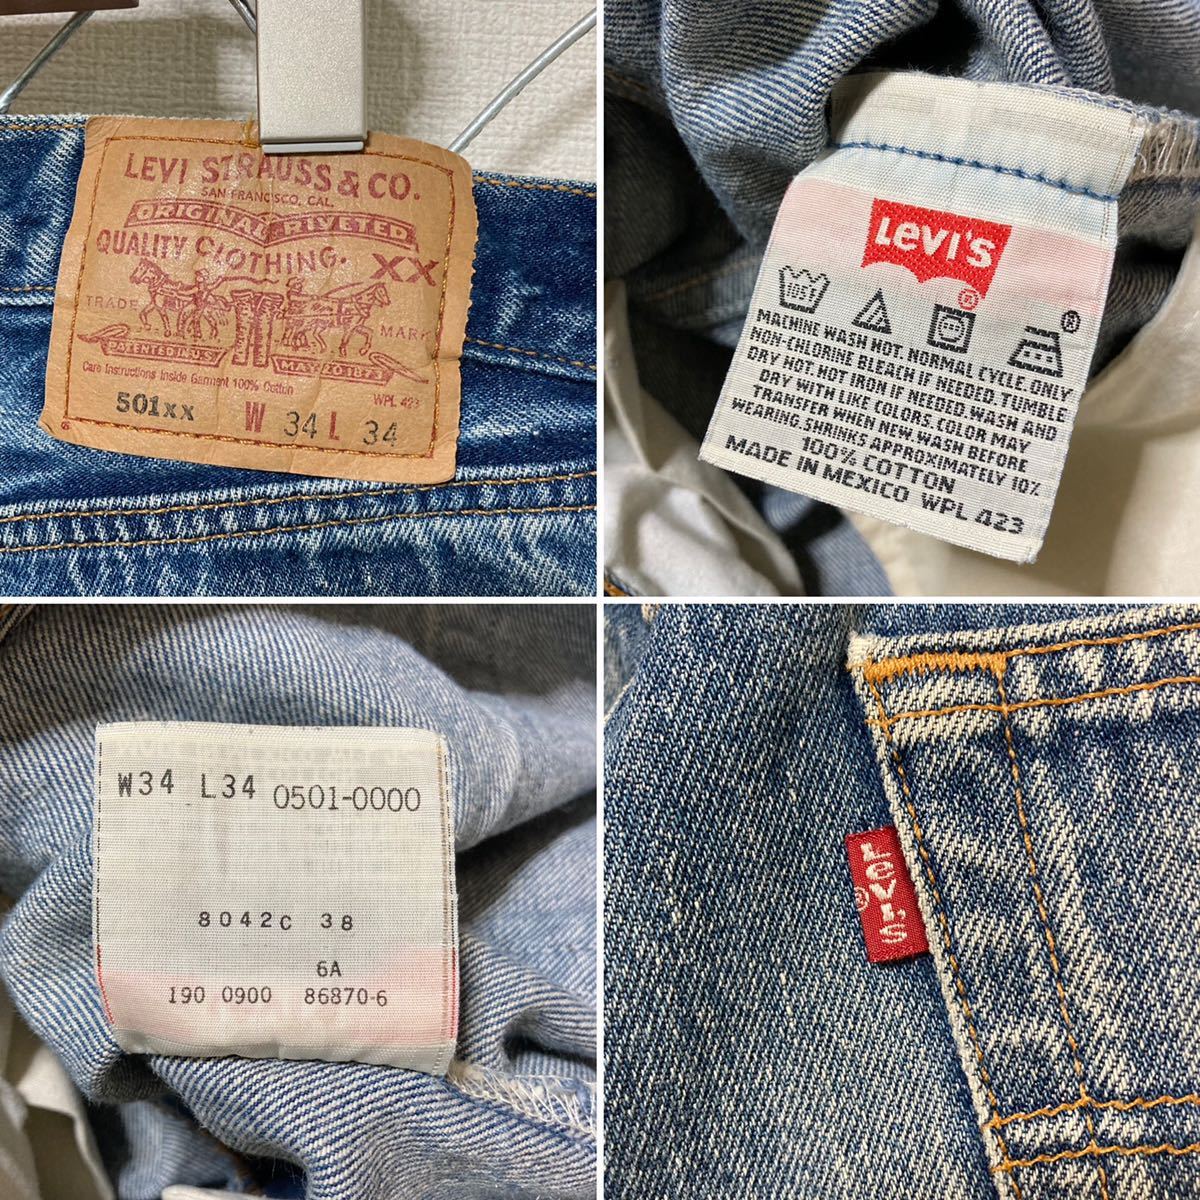 LEVI STRAUSS & CO.
SAN FRANCISCO, CAL.
ORIGINAL RIVETED
QUALITY CLOTHING.
XX
TRADE MARK
PATENTED IN U.S. MAY 20 1873
Care Instructions Inside Garment 100% Cotton
WPL 423
501xx W 34 L 34
6
LEVI'S
®
105F
®
MACHINE WASH HOT. NORMAL CYCLE. ONLY
NON-CHLORINE BLEACH IF NEEDED. TUMBLE
DRY HOT. HOT IRON IF NEEDED. WASH AND
DRY WITH LIKE COLORS. COLOR MAY
TRANSFER WHEN NEW. WASH BEFORE
WEARING. SHRINKS APPROXIMATELY 10%
100% COTTON
MADE IN MEXICO WPL 423
W34 L34 0501-0000
8042C 38
6A
190 0900 86870-6
LEVI'S
®